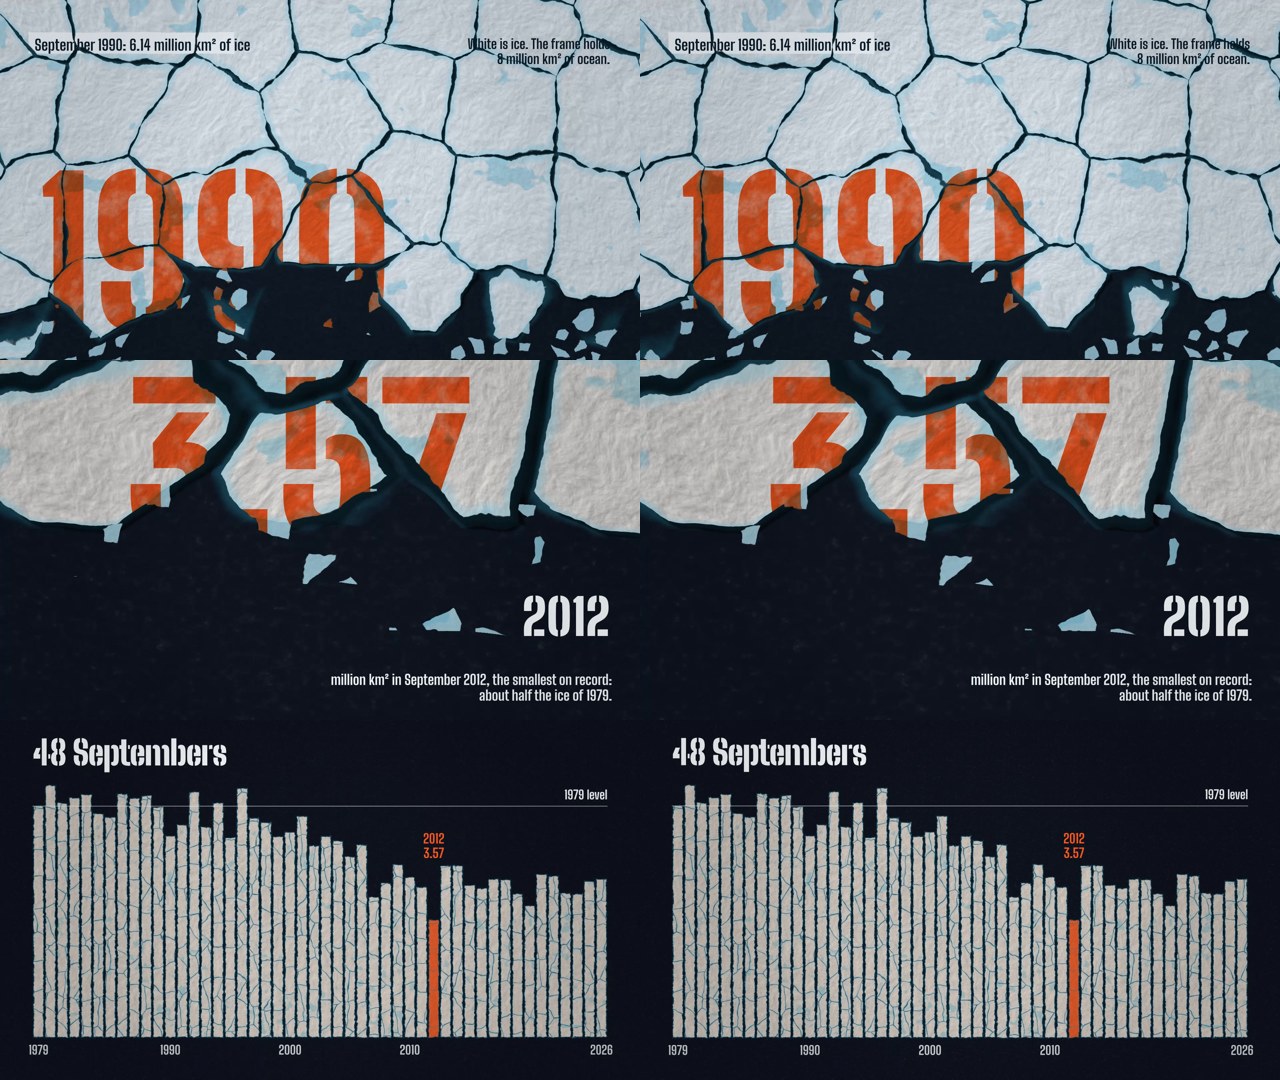 September 1990: 6.14 million km² of ice
White is ice. The frame holds
8 million km² of ocean.
1990
September 1990: 6.14 million km² of ice
White is ice. The frame holds
8 million km² of ocean.
1990
3.57
2012
million km² in September 2012, the smallest on record:
about half the ice of 1979.
3.57
2012
million km² in September 2012, the smallest on record:
about half the ice of 1979.
48 Septembers
1979 level
2012
3.57
1979 1990 2000 2010 2026
48 Septembers
1979 level
2012
3.57
1979 1990 2000 2010 2026